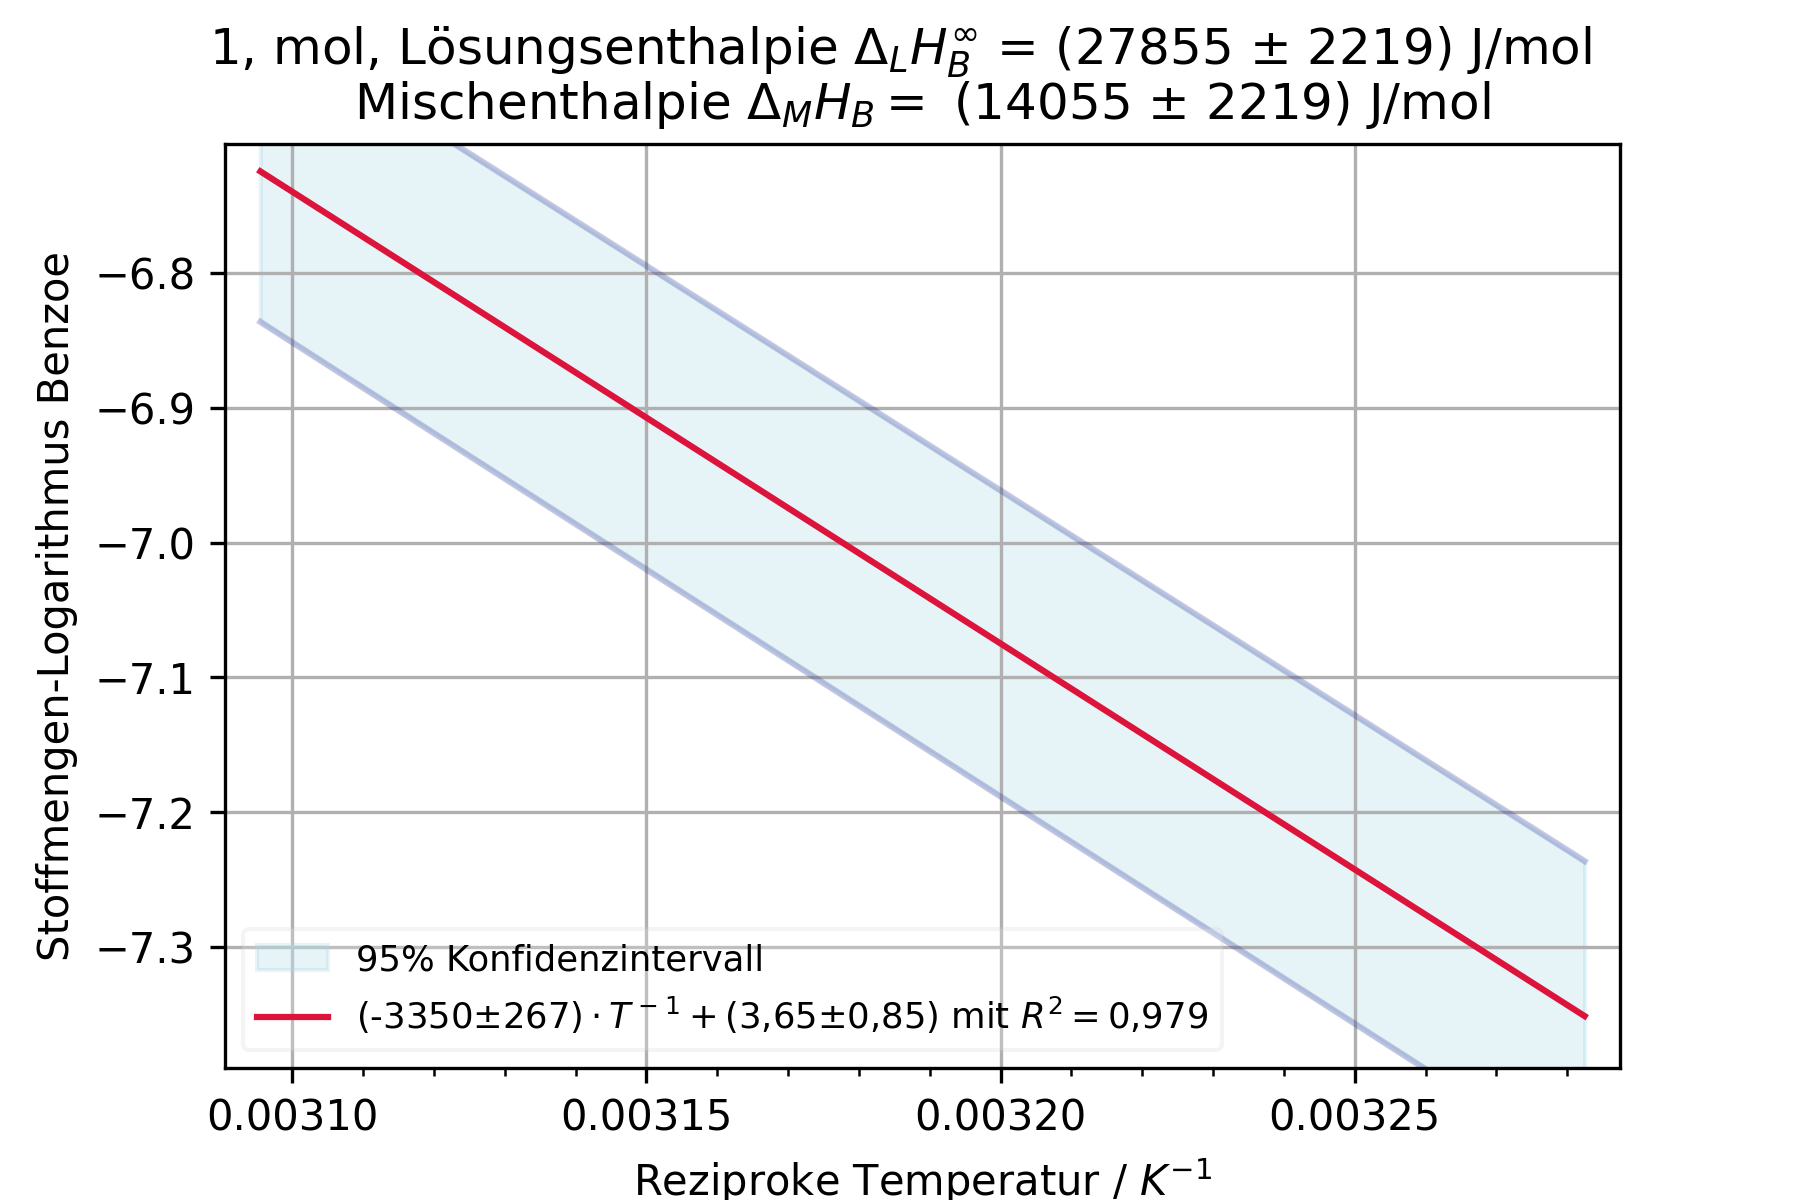 1, mol, Lösungsenthalpie Δ_L H_B^∞ = (27855 ± 2219) J/mol
Mischenthalpie Δ_M H_B = (14055 ± 2219) J/mol
Stoffmengen-Logarithmus Benzoe
−6.8
−6.9
−7.0
−7.1
−7.2
−7.3
95% Konfidenzintervall
(-3350±267) · T^−1 + (3,65±0,85) mit R^2 = 0,979
0.00310 0.00315 0.00320 0.00325
Reziproke Temperatur / K^−1